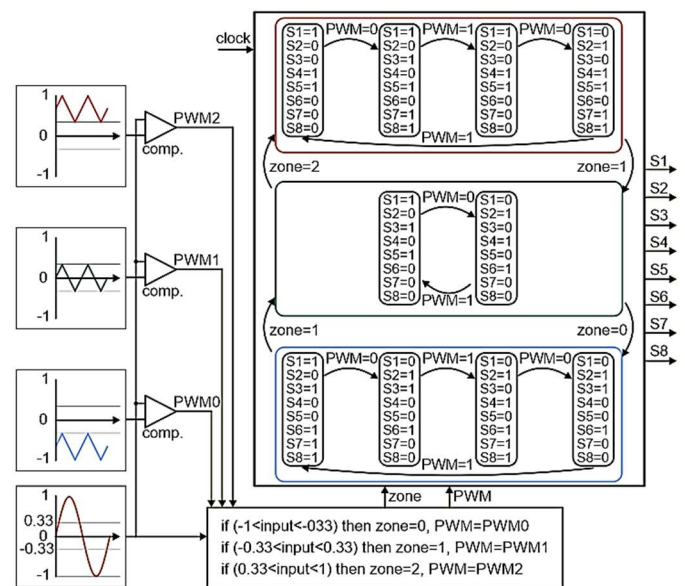 clock
S1=1
S2=0
S3=0
S4=1
S5=1
S6=0
S7=0
S8=0
PWM=0
S1=0
S2=1
S3=0
S4=1
S5=1
S6=0
S7=0
S8=1
PWM=1
S1=1
S2=0
S3=0
S4=1
S5=1
S6=0
S7=0
S8=0
PWM=0
S1=0
S2=1
S3=0
S4=1
S5=1
S6=0
S7=0
S8=1
PWM=1
zone=2
zone=1
S1=1
S2=0
S3=1
S4=0
S5=1
S6=0
S7=0
S8=0
PWM=0
S1=0
S2=1
S3=0
S4=1
S5=0
S6=1
S7=0
S8=0
PWM=1
zone=1
zone=0
S1=1
S2=0
S3=1
S4=0
S5=0
S6=1
S7=1
S8=1
PWM=0
S1=0
S2=1
S3=1
S4=0
S5=0
S6=1
S7=0
S8=0
PWM=1
S1=1
S2=0
S3=1
S4=1
S5=0
S6=1
S7=1
S8=0
PWM=0
S1=0
S2=1
S3=1
S4=0
S5=0
S6=1
S7=0
S8=0
PWM=1
S1
S2
S3
S4
S5
S6
S7
S8
1
0
-1
PWM2
comp.
1
0
-1
PWM1
comp.
1
0
-1
PWM0
comp.
1
0.33
0
-0.33
-1
zone
PWM
if (-1<input<-033) then zone=0, PWM=PWM0
if (-0.33<input<0.33) then zone=1, PWM=PWM1
if (0.33<input<1) then zone=2, PWM=PWM2